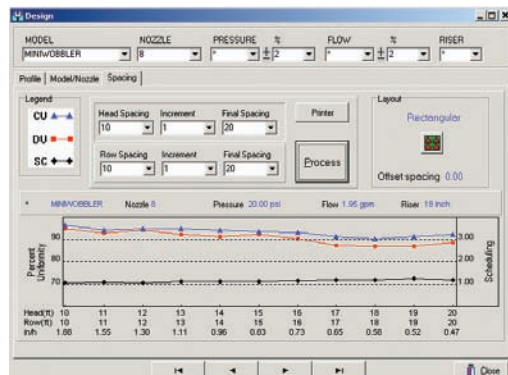 Design
MODEL NOZZLE PRESSURE % FLOW % RISER
MINIWOBBLER 8 * ± 2 * ± 2 *
Profile Model/Nozzle Spacing
Legend
CU
DU
SC
Head Spacing Increment Final Spacing
10 1 20
Row Spacing Increment Final Spacing
10 1 20
Printer
Process
Layout
Rectangular
Offset spacing 0.00
* MINIWOBBLER Nozzle 8 Pressure 20.00 psi Flow 1.95 gpm Riser 18 inch
Percent Uniformity
90
80
70
3.00
2.00
1.00
Scheduling
Head(ft) 10 11 12 13 14 15 16 17 18 19 20
Row(ft) 10 11 12 13 14 15 16 17 18 19 20
in/h 1.88 1.55 1.30 1.11 0.96 0.83 0.73 0.65 0.58 0.52 0.47
Close